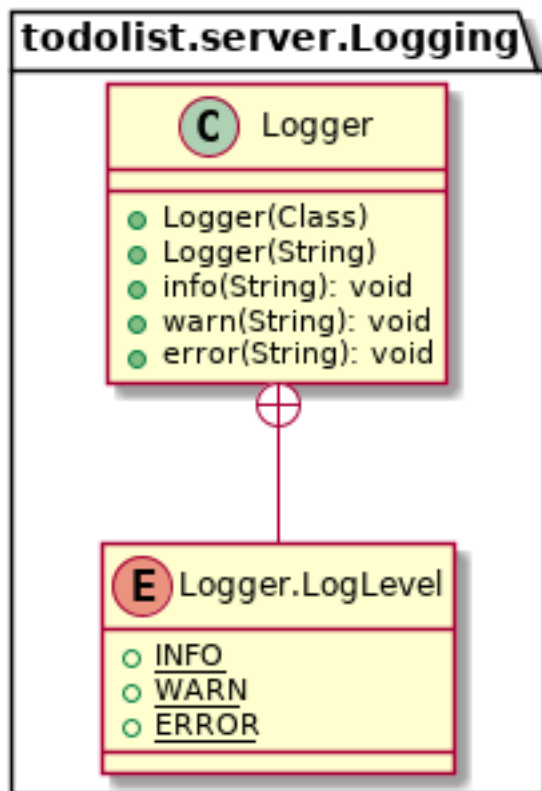 todolist.server.Logging
C Logger
Logger(Class)
Logger(String)
info(String): void
warn(String): void
error(String): void
E Logger.LogLevel
INFO
WARN
ERROR